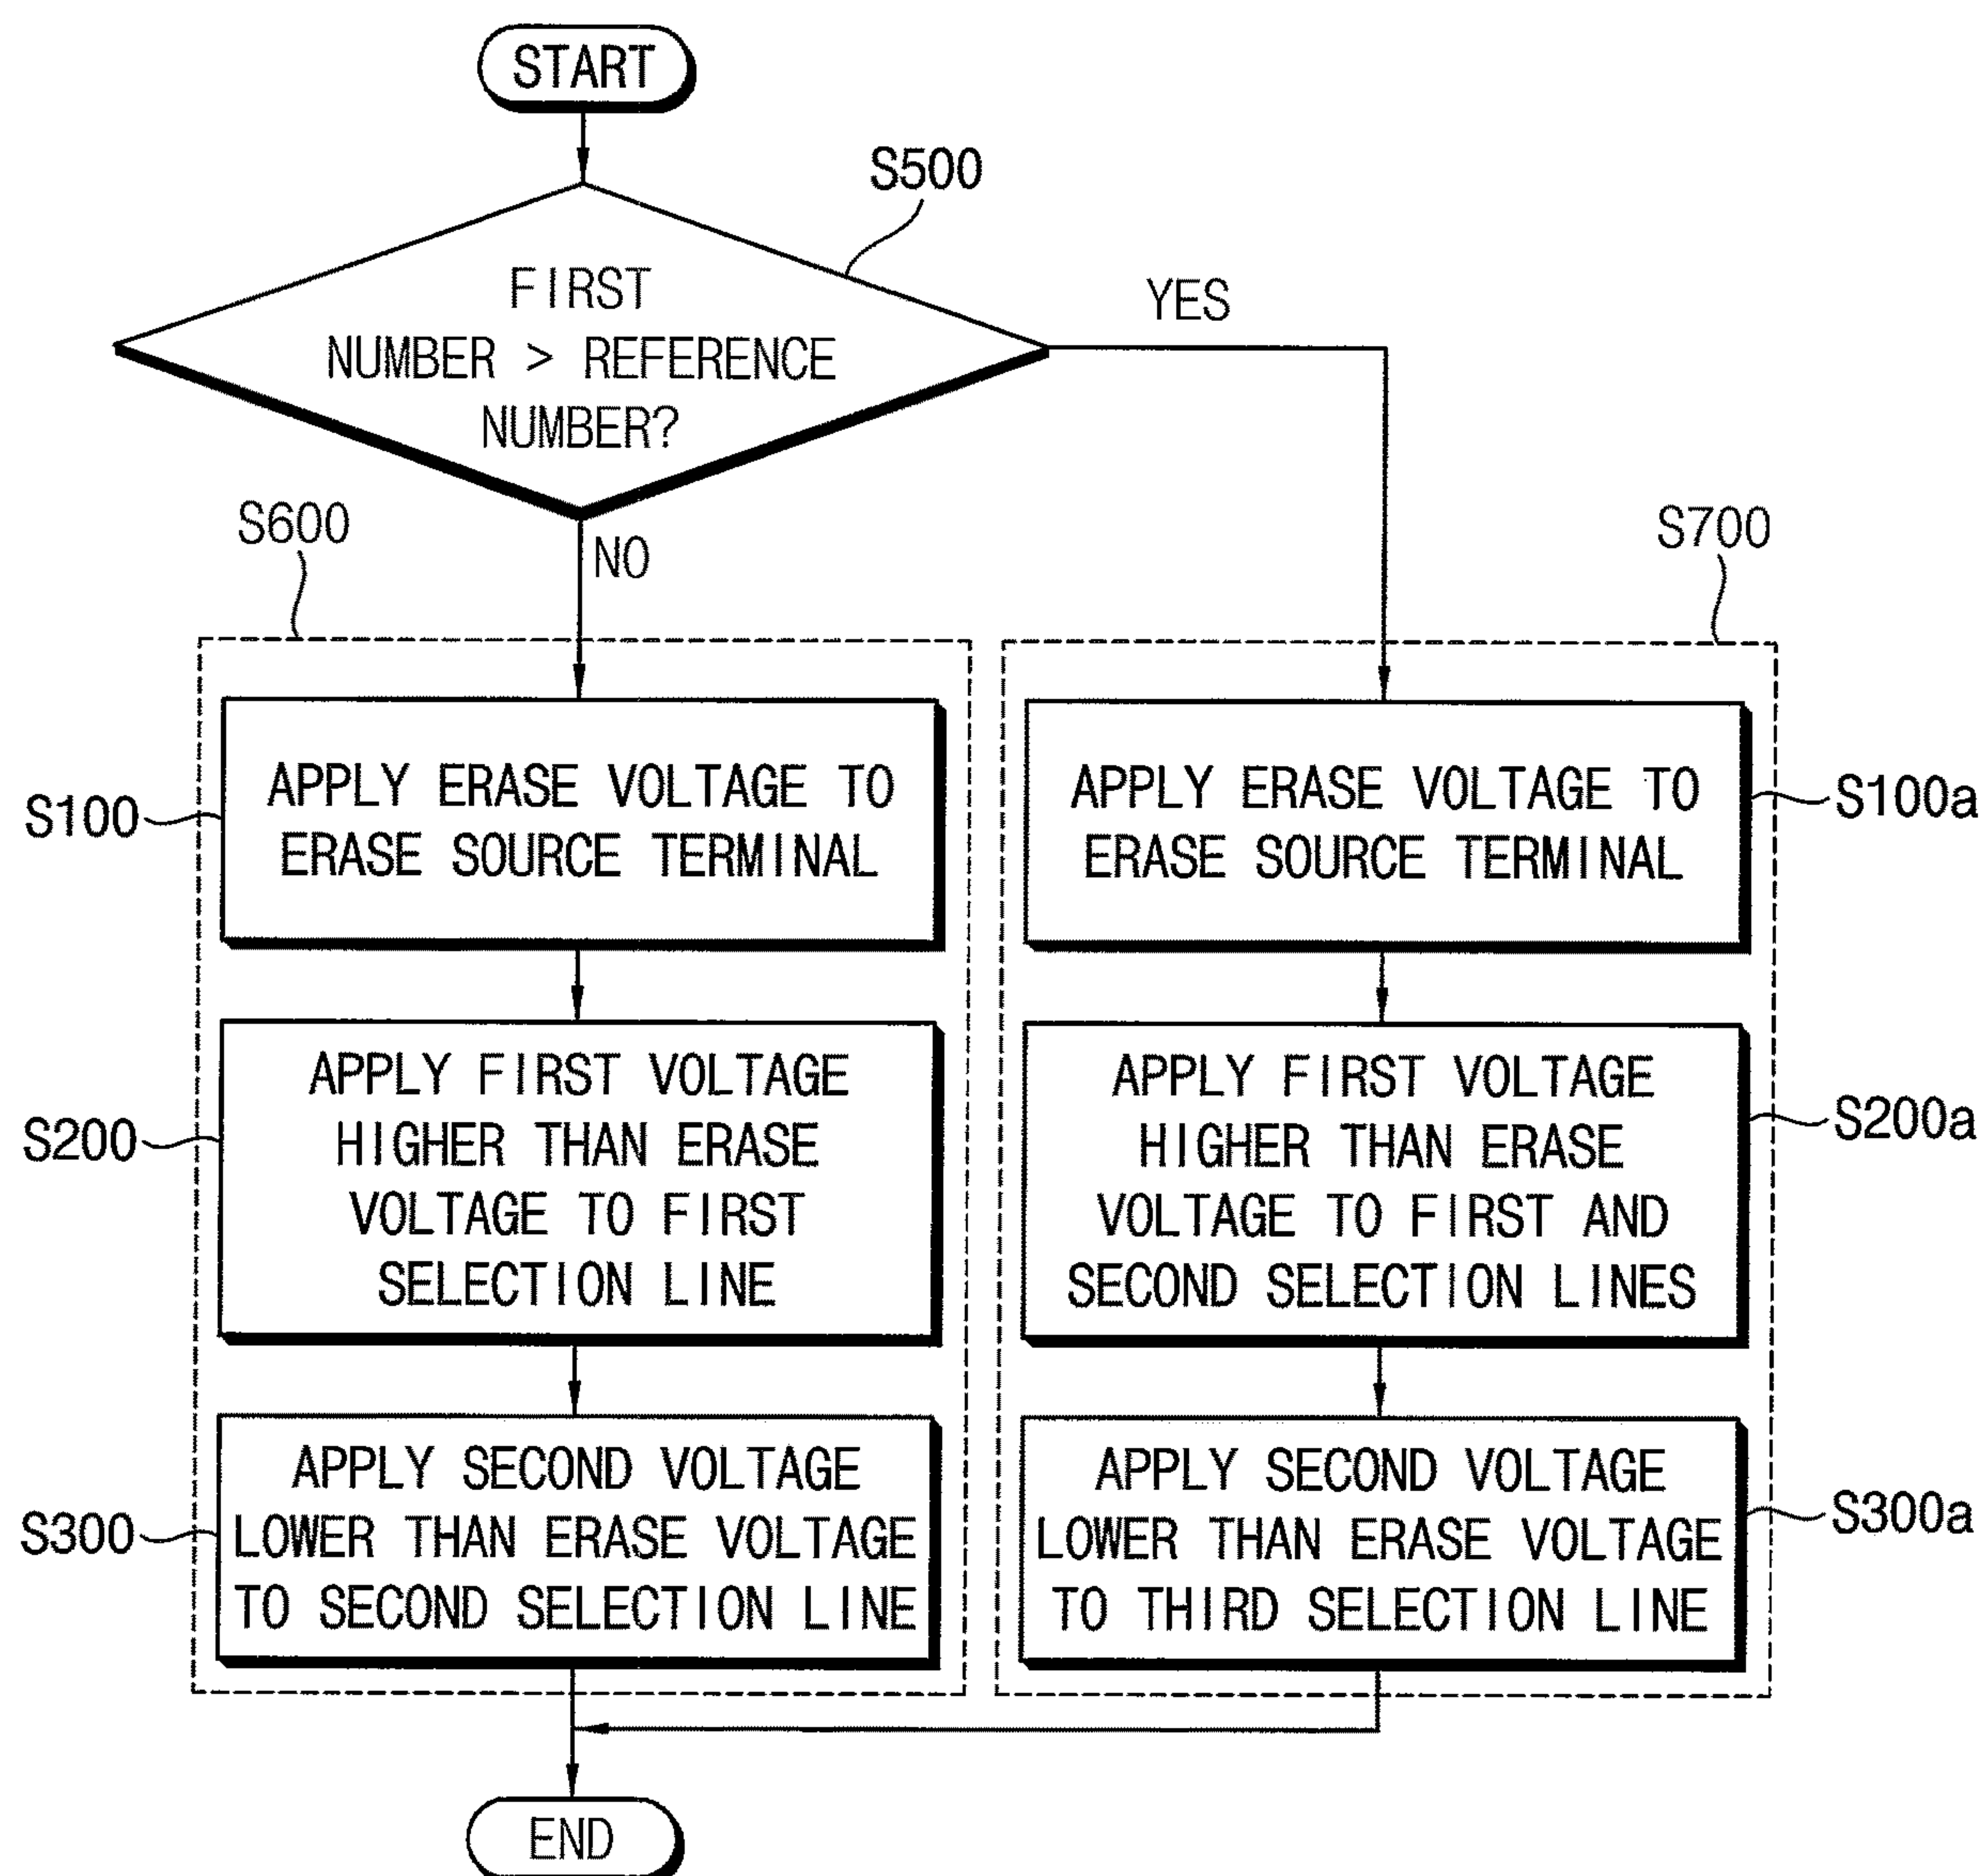 START
S500
FIRST
NUMBER > REFERENCE
NUMBER?
YES
NO
S600
S100
APPLY ERASE VOLTAGE TO
ERASE SOURCE TERMINAL
S200
APPLY FIRST VOLTAGE
HIGHER THAN ERASE
VOLTAGE TO FIRST
SELECTION LINE
S300
APPLY SECOND VOLTAGE
LOWER THAN ERASE VOLTAGE
TO SECOND SELECTION LINE
S700
APPLY ERASE VOLTAGE TO
ERASE SOURCE TERMINAL
S100a
APPLY FIRST VOLTAGE
HIGHER THAN ERASE
VOLTAGE TO FIRST AND
SECOND SELECTION LINES
S200a
APPLY SECOND VOLTAGE
LOWER THAN ERASE VOLTAGE
TO THIRD SELECTION LINE
S300a
END